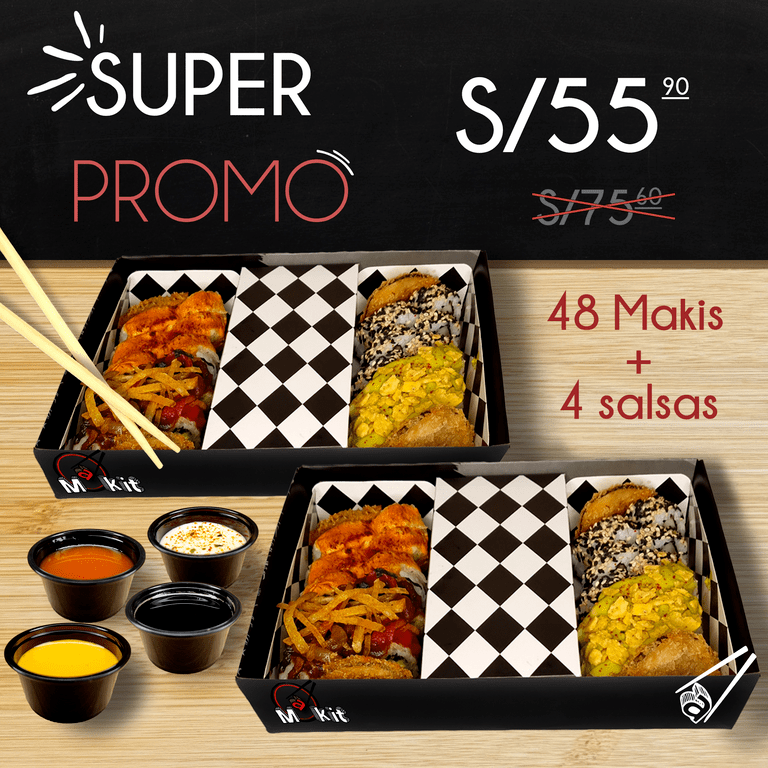 SUPER
PROMO
S/55 90
S/75 60
48 Makis
+
4 salsas
Makit
Makit